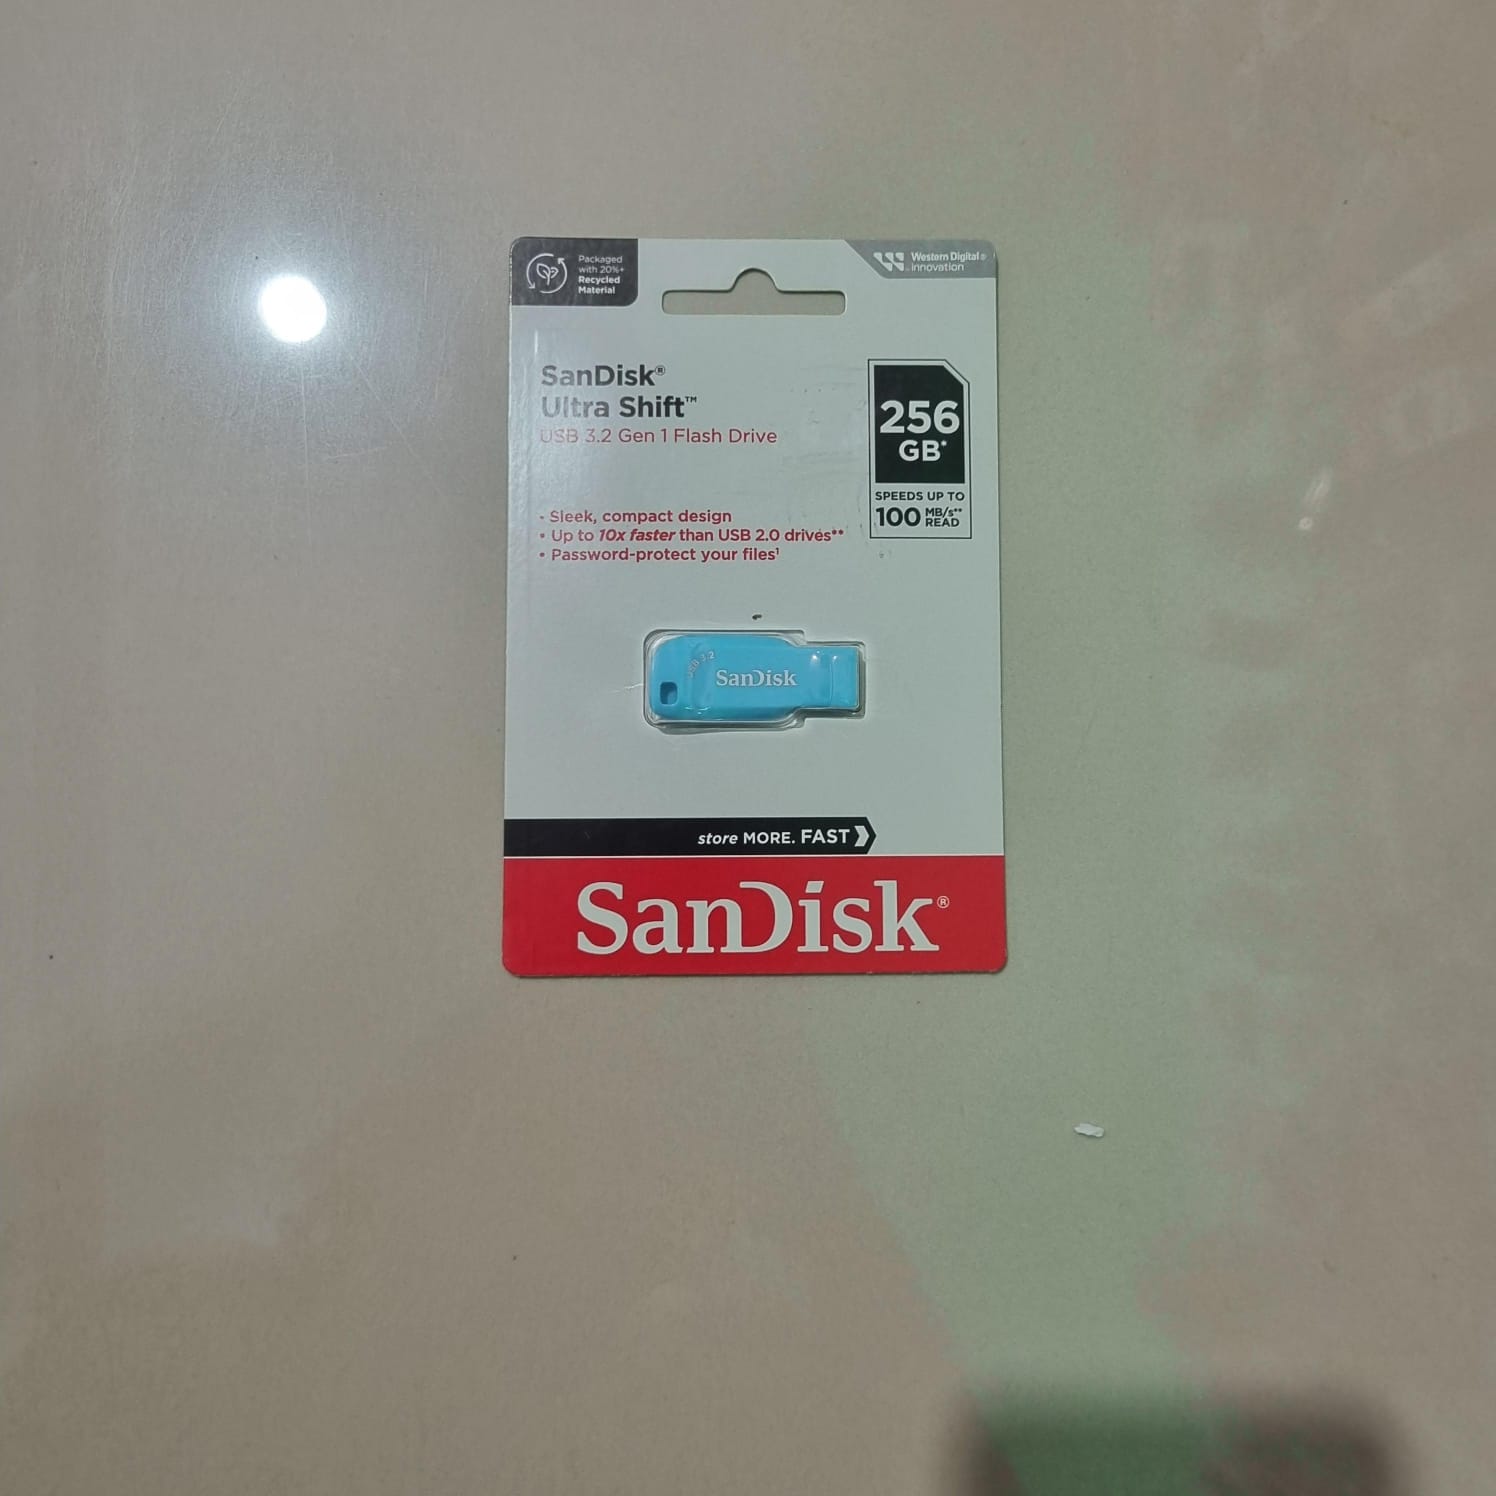 Packaged
with 20%+
Recycled
Material
Western Digital®
innovation
SanDisk®
Ultra Shift™
USB 3.2 Gen 1 Flash Drive
256
GB*
SPEEDS UP TO
100 MB/s**
READ
• Sleek, compact design
• Up to 10x faster than USB 2.0 drives**
• Password-protect your files¹
USB 3.2
SanDisk
store MORE. FAST
SanDisk®